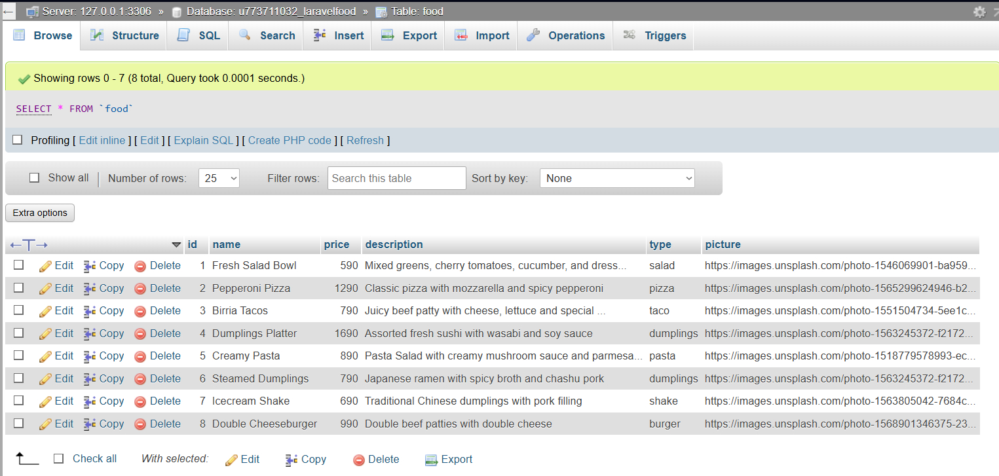 Server: 127.0.0.1:3306 » Database: u773711032_laravelfood » Table: food
Browse Structure SQL Search Insert Export Import Operations Triggers
Showing rows 0 - 7 (8 total, Query took 0.0001 seconds.)
SELECT * FROM `food`
Profiling [ Edit inline ] [ Edit ] [ Explain SQL ] [ Create PHP code ] [ Refresh ]
Show all Number of rows: 25 Filter rows: Search this table Sort by key: None
Extra options
id name price description type picture
Edit Copy Delete 1 Fresh Salad Bowl 590 Mixed greens, cherry tomatoes, cucumber, and dress... salad https://images.unsplash.com/photo-1546069901-ba959...
Edit Copy Delete 2 Pepperoni Pizza 1290 Classic pizza with mozzarella and spicy pepperoni pizza https://images.unsplash.com/photo-1565299624946-b2...
Edit Copy Delete 3 Birria Tacos 790 Juicy beef patty with cheese, lettuce and special ... taco https://images.unsplash.com/photo-1551504734-5ee1c...
Edit Copy Delete 4 Dumplings Platter 1690 Assorted fresh sushi with wasabi and soy sauce dumplings https://images.unsplash.com/photo-1563245372-f2172...
Edit Copy Delete 5 Creamy Pasta 890 Pasta Salad with creamy mushroom sauce and parmesa... pasta https://images.unsplash.com/photo-1518779578993-ec...
Edit Copy Delete 6 Steamed Dumplings 790 Japanese ramen with spicy broth and chashu pork dumplings https://images.unsplash.com/photo-1563245372-f2172...
Edit Copy Delete 7 Icecream Shake 690 Traditional Chinese dumplings with pork filling shake https://images.unsplash.com/photo-1563805042-7684c...
Edit Copy Delete 8 Double Cheeseburger 990 Double beef patties with double cheese burger https://images.unsplash.com/photo-1568901346375-23...
Check all With selected: Edit Copy Delete Export